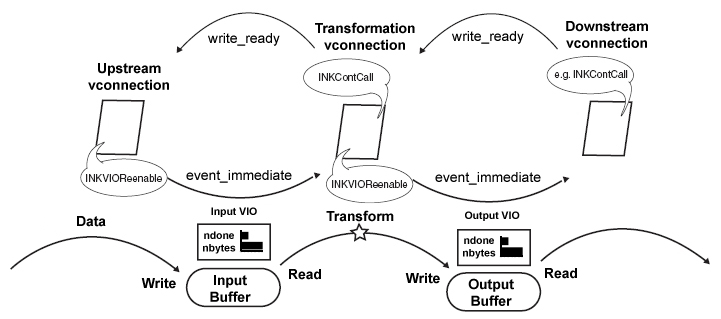 Transformation
vconnection
Downstream
vconnection
write_ready
write_ready
Upstream
vconnection
INKContCall
e.g. INKContCall
INKVIOReenable
event_immediate
INKVIOReenable
event_immediate
Data
Input VIO
Transform
Output VIO
ndone
nbytes
ndone
nbytes
Write
Input
Buffer
Read
Write
Output
Buffer
Read